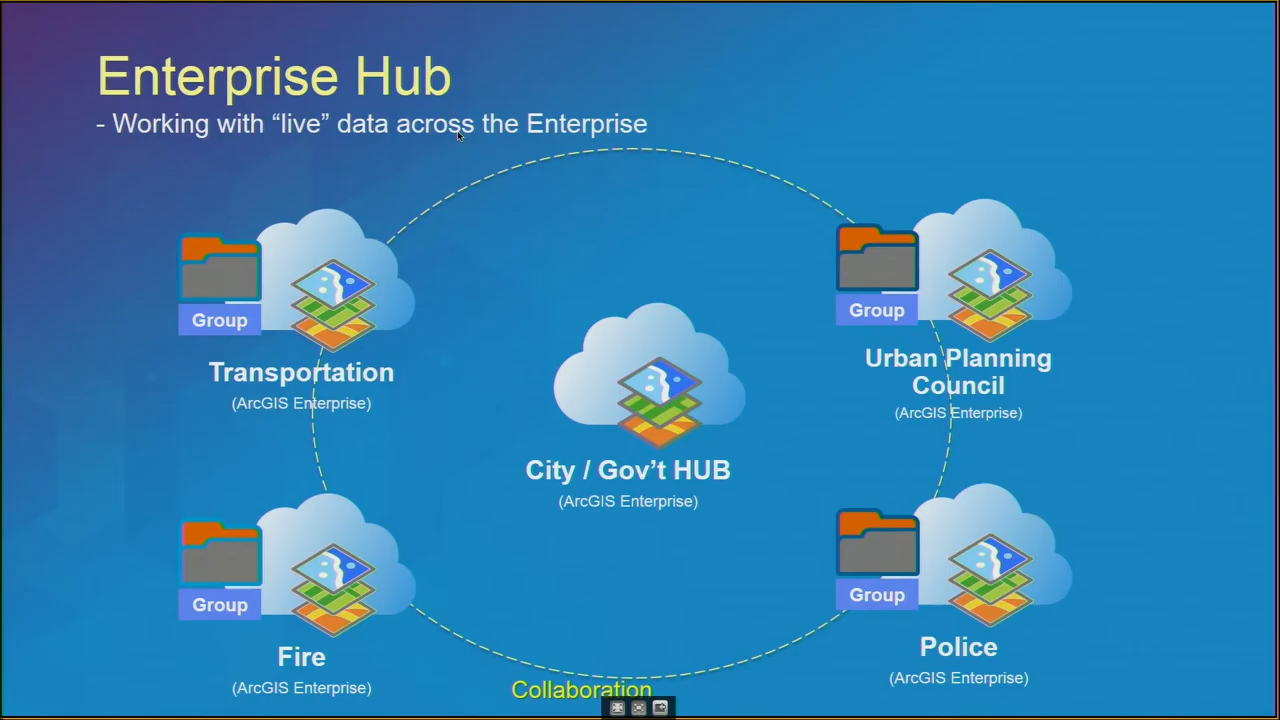 Enterprise Hub
- Working with “live” data across the Enterprise
Group
Transportation
(ArcGIS Enterprise)
Group
Urban Planning
Council
(ArcGIS Enterprise)
City / Gov’t HUB
(ArcGIS Enterprise)
Group
Fire
(ArcGIS Enterprise)
Group
Police
(ArcGIS Enterprise)
Collaboration